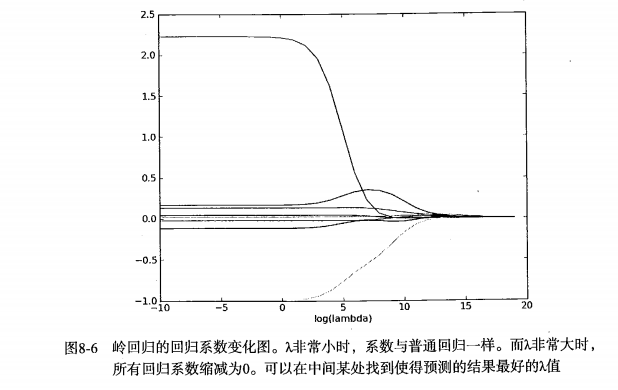 2.5
2.0
1.5
1.0
0.5
0.0
−0.5
−1.0
−10 −5 0 5 10 15 20
log(lambda)
图8-6 岭回归的回归系数变化图。λ非常小时，系数与普通回归一样。而λ非常大时，
所有回归系数缩减为0。可以在中间某处找到使得预测的结果最好的λ值